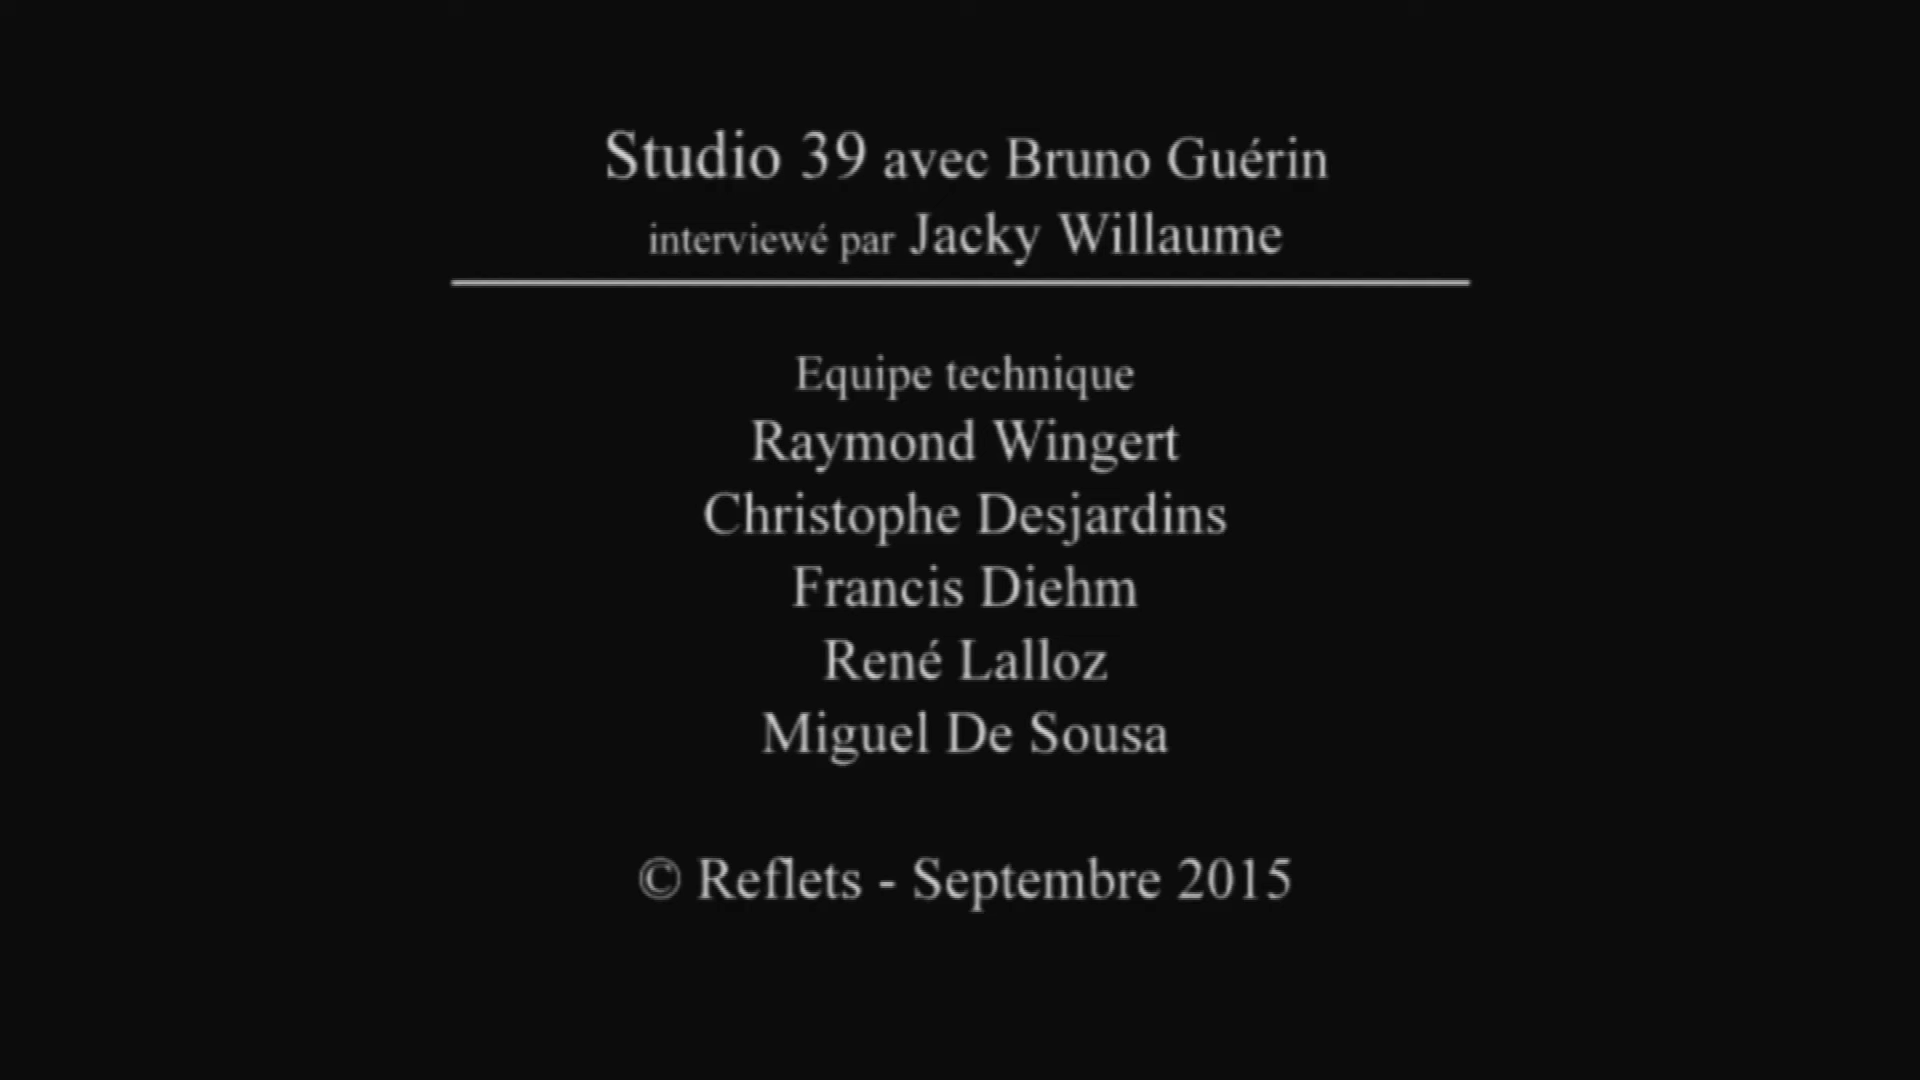 Studio 39 avec Bruno Guérin
interviewé par Jacky Willaume
Equipe technique
Raymond Wingert
Christophe Desjardins
Francis Diehm
René Lalloz
Miguel De Sousa
© Reflets - Septembre 2015